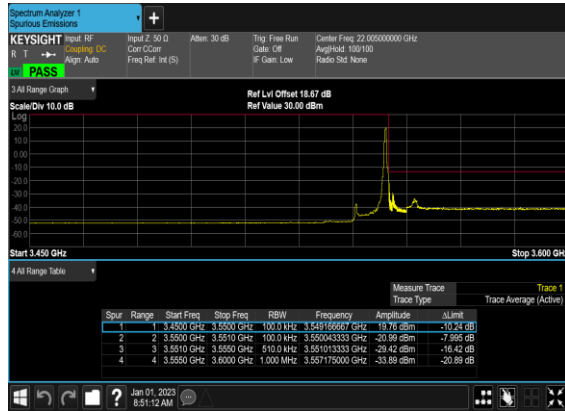 Spectrum Analyzer 1
Spurious Emissions
+
KEYSIGHT Input: RF Input Z: 50 Ω Atten: 30 dB Trig: Free Run Center Freq: 22.005000000 GHz
R T Coupling: DC Corr CCorr Gate: Off Avg|Hold: 100/100
Align: Auto Freq Ref: Int (S) IF Gain: Low Radio Std: None
PASS
3 All Range Graph
Ref Lvl Offset 18.67 dB
Scale/Div 10.0 dB Ref Value 30.00 dBm
Log
20.0
10.0
0.00
-10.0
-20.0
-30.0
-40.0
-50.0
-60.0
Start 3.450 GHz Stop 3.600 GH
4 All Range Table
Measure Trace Trace 1
Trace Type Trace Average (Active)
Spur Range Start Freq Stop Freq RBW Frequency Amplitude ΔLimit
1 1 3.4500 GHz 3.5500 GHz 100.0 kHz 3.549166667 GHz 19.76 dBm -10.24 dB
2 2 3.5500 GHz 3.5510 GHz 100.0 kHz 3.550043333 GHz -20.99 dBm -7.995 dB
3 3 3.5510 GHz 3.5550 GHz 510.0 kHz 3.551013333 GHz -29.42 dBm -16.42 dB
4 4 3.5550 GHz 3.6000 GHz 1.000 MHz 3.557175000 GHz -33.89 dBm -20.89 dB
? Jan 01, 2023
8:51:12 AM